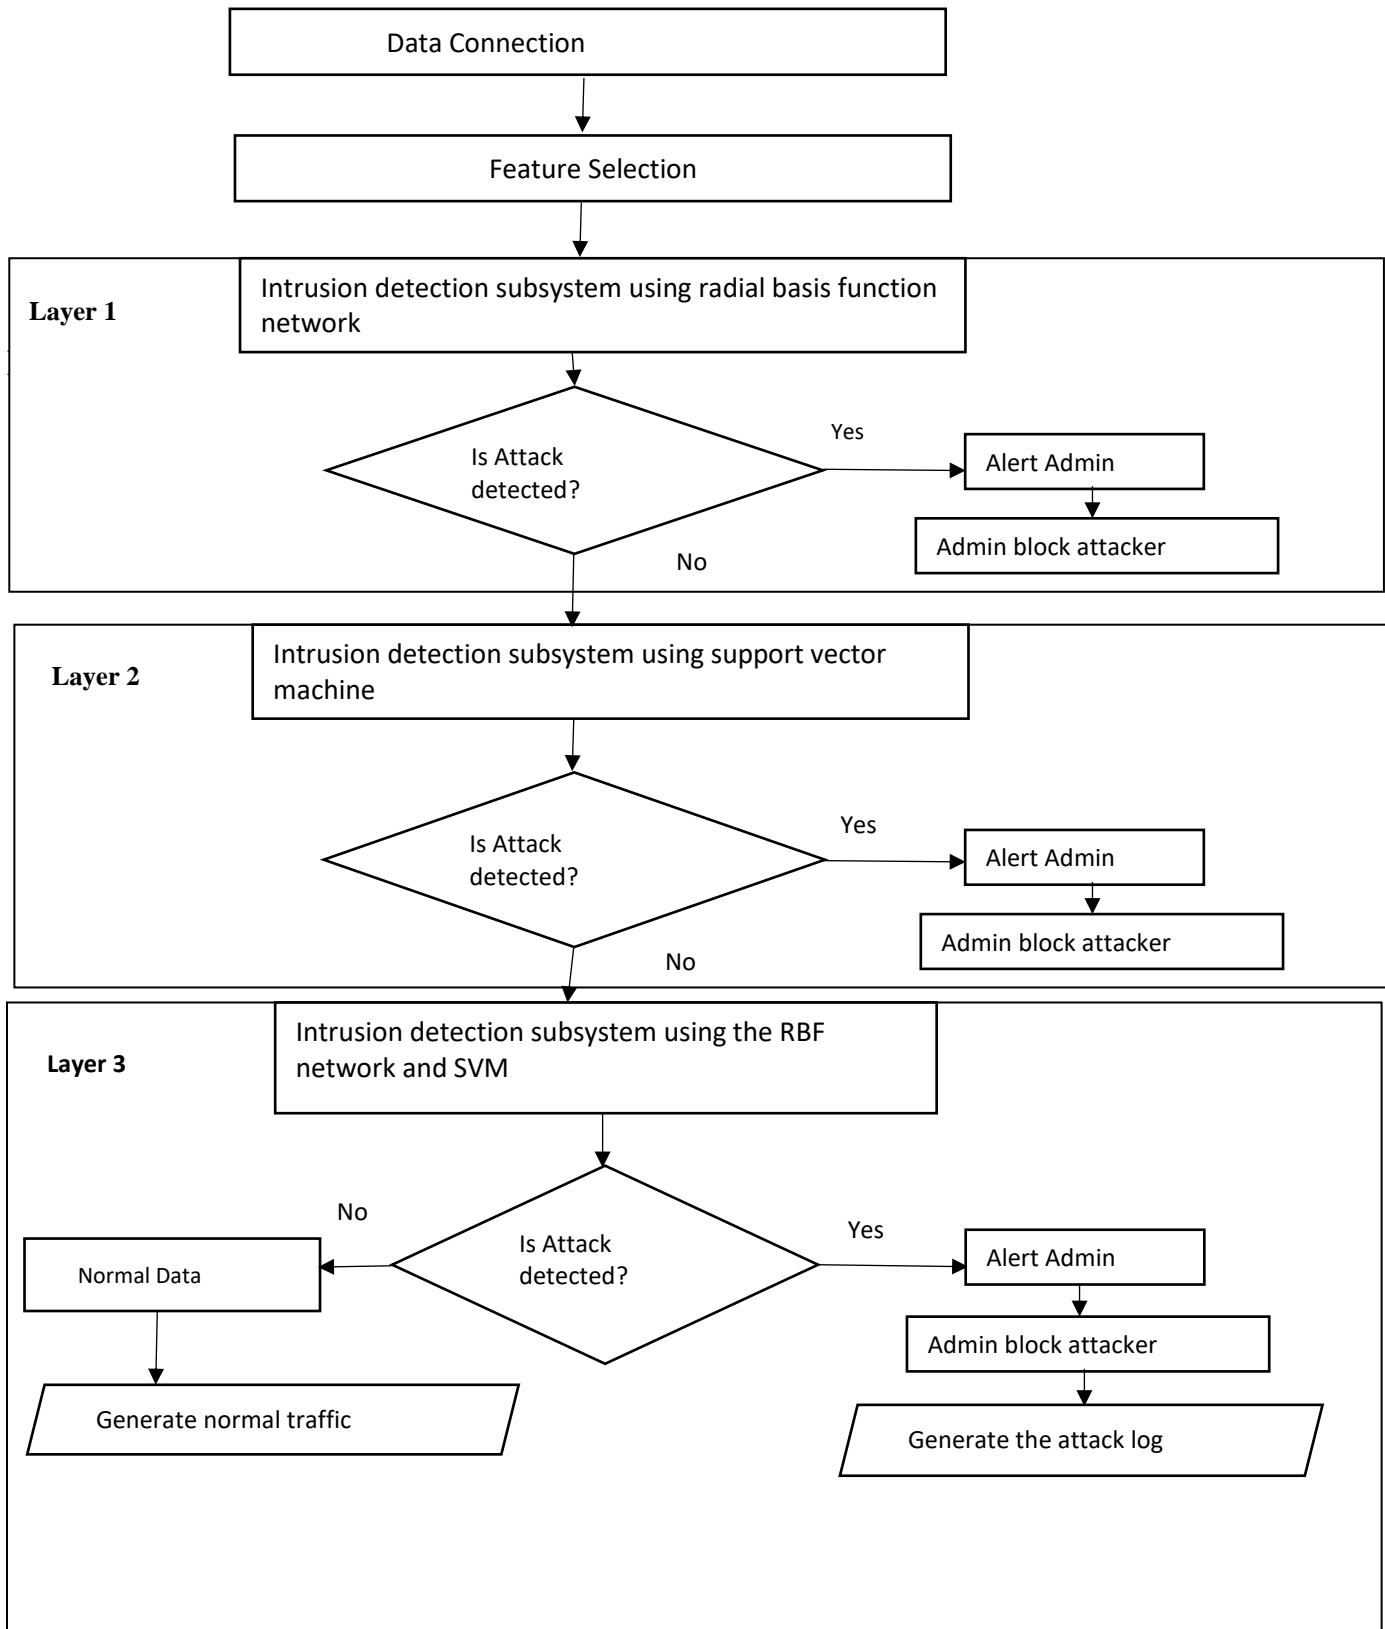 Data Connection
Feature Selection
Layer 1
Intrusion detection subsystem using radial basis function
network
Is Attack
detected?
Yes
Alert Admin
Admin block attacker
No
Layer 2
Intrusion detection subsystem using support vector
machine
Is Attack
detected?
Yes
Alert Admin
Admin block attacker
No
Layer 3
Intrusion detection subsystem using the RBF
network and SVM
No
Is Attack
detected?
Yes
Normal Data
Alert Admin
Admin block attacker
Generate normal traffic
Generate the attack log